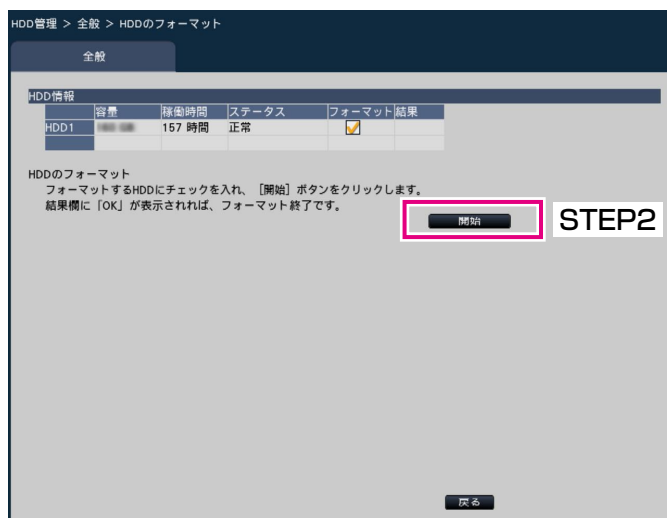 HDD管理 > 全般 > HDDのフォーマット
全般
HDD情報
容量 稼働時間 ステータス フォーマット 結果
HDD1 157 時間 正常
HDDのフォーマット
フォーマットするHDDにチェックを入れ、［開始］ボタンをクリックします。
結果欄に「OK」が表示されれば、フォーマット終了です。
開始 STEP2
戻る